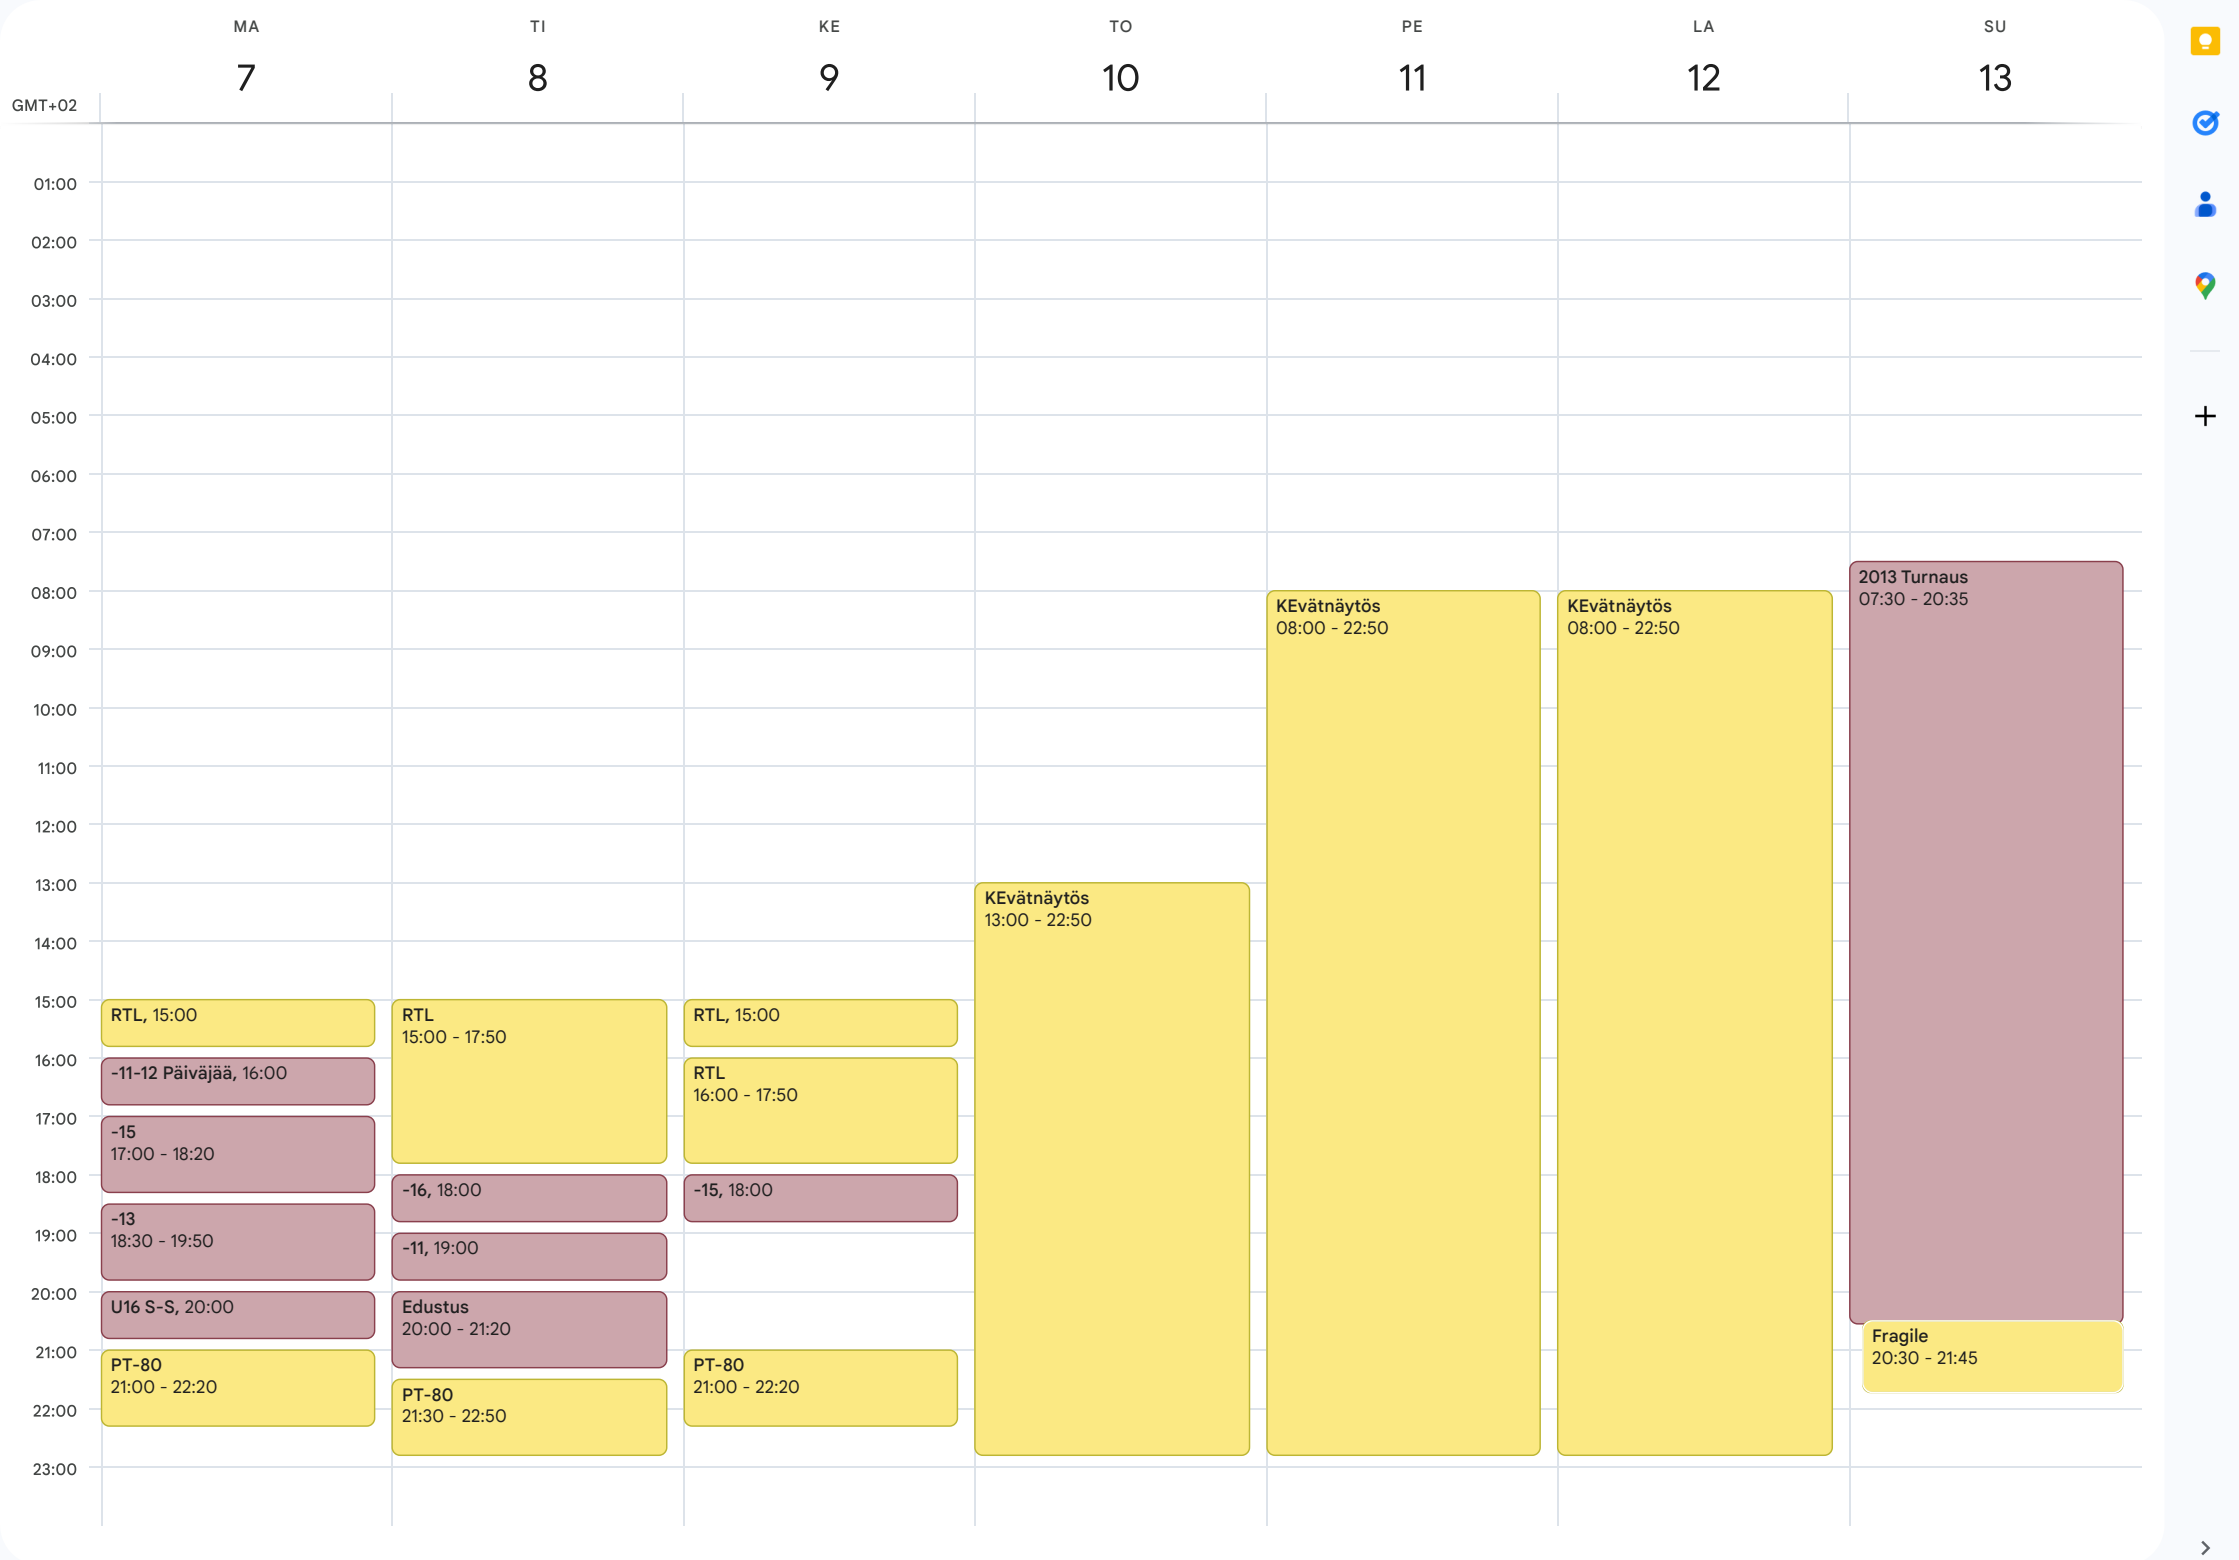 MA
7
TI
8
KE
9
TO
10
PE
11
LA
12
SU
13
GMT+02
01:00
02:00
03:00
04:00
05:00
06:00
07:00
08:00
09:00
10:00
11:00
12:00
13:00
14:00
15:00
16:00
17:00
18:00
19:00
20:00
21:00
22:00
23:00
RTL, 15:00
-11-12 Päiväjää, 16:00
-15
17:00 - 18:20
-13
18:30 - 19:50
U16 S-S, 20:00
PT-80
21:00 - 22:20
RTL
15:00 - 17:50
-16, 18:00
-11, 19:00
Edustus
20:00 - 21:20
PT-80
21:30 - 22:50
RTL, 15:00
RTL
16:00 - 17:50
-15, 18:00
PT-80
21:00 - 22:20
KEvätnäytös
13:00 - 22:50
KEvätnäytös
08:00 - 22:50
KEvätnäytös
08:00 - 22:50
2013 Turnaus
07:30 - 20:35
Fragile
20:30 - 21:45